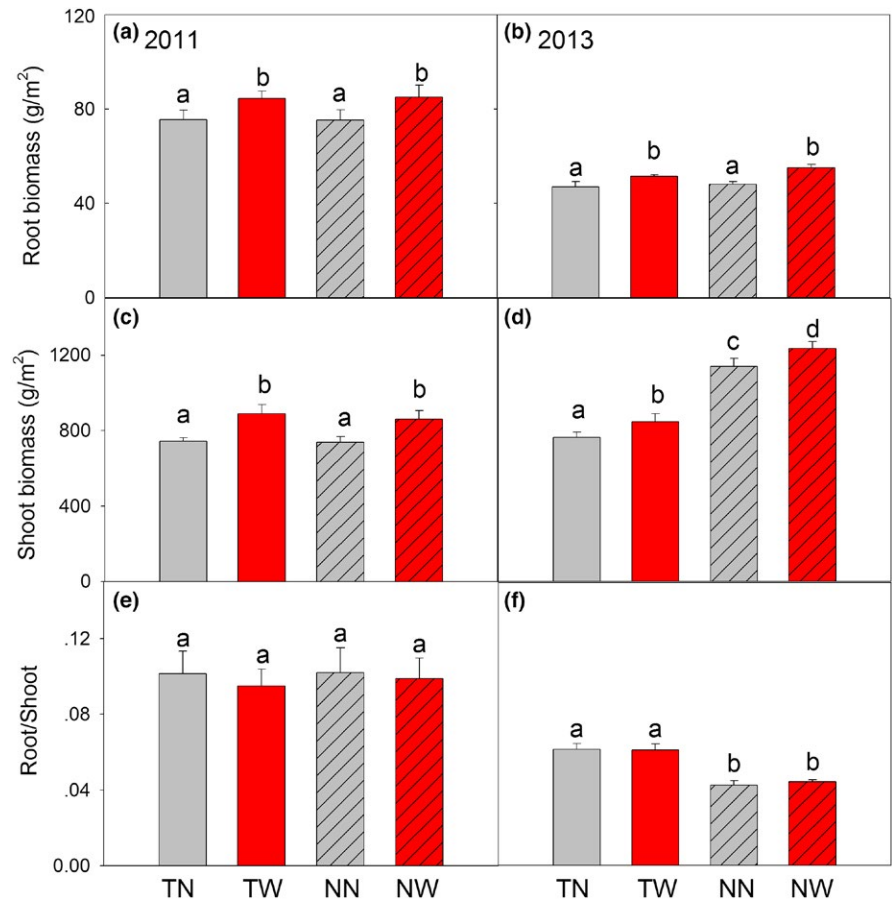 (a) 2011
(b) 2013
120
80
40
0
Root biomass (g/m²)
a b a b
a b a b
(c)
(d)
1200
800
400
0
Shoot biomass (g/m²)
a b a b
a b c d
(e)
(f)
.12
.08
.04
0.00
Root/Shoot
a a a a
a a b b
TN TW NN NW
TN TW NN NW